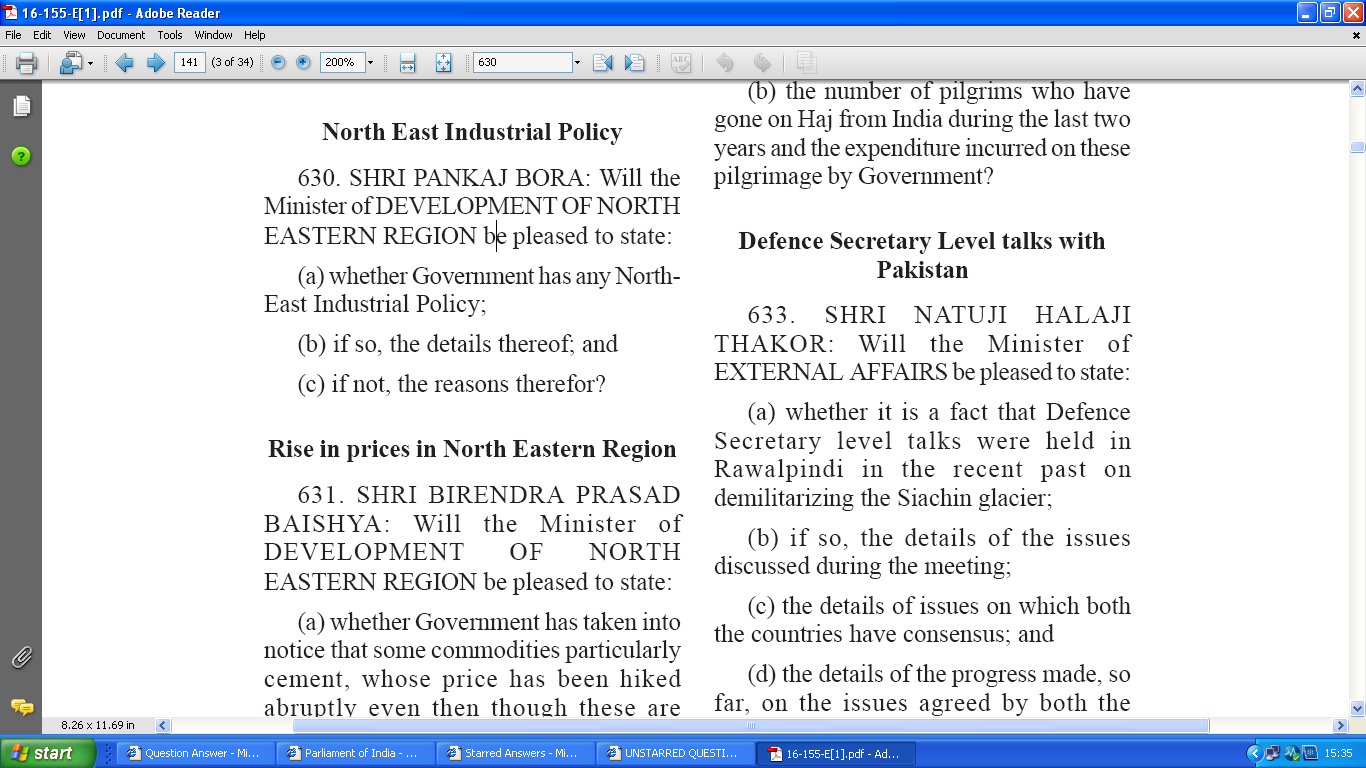 16-155-E[1].pdf - Adobe Reader
File Edit View Document Tools Window Help
141 (3 of 34) 200% 630
North East Industrial Policy
630. SHRI PANKAJ BORA: Will the
Minister of DEVELOPMENT OF NORTH
EASTERN REGION be pleased to state:
(a) whether Government has any North-
East Industrial Policy;
(b) if so, the details thereof; and
(c) if not, the reasons therefor?
Rise in prices in North Eastern Region
631. SHRI BIRENDRA PRASAD
BAISHYA: Will the Minister of
DEVELOPMENT OF NORTH
EASTERN REGION be pleased to state:
(a) whether Government has taken into
notice that some commodities particularly
cement, whose price has been hiked
abruptly even then though these are
(b) the number of pilgrims who have
gone on Haj from India during the last two
years and the expenditure incurred on these
pilgrimage by Government?
Defence Secretary Level talks with
Pakistan
633. SHRI NATUJI HALAJI
THAKOR: Will the Minister of
EXTERNAL AFFAIRS be pleased to state:
(a) whether it is a fact that Defence
Secretary level talks were held in
Rawalpindi in the recent past on
demilitarizing the Siachin glacier;
(b) if so, the details of the issues
discussed during the meeting;
(c) the details of issues on which both
the countries have consensus; and
(d) the details of the progress made, so
far, on the issues agreed by both the
8.26 x 11.69 in
start Question Answer - Mi... Parliament of India - ... Starred Answers - Mi... UNSTARRED QUESTI... 16-155-E[1].pdf - Ad... 15:35